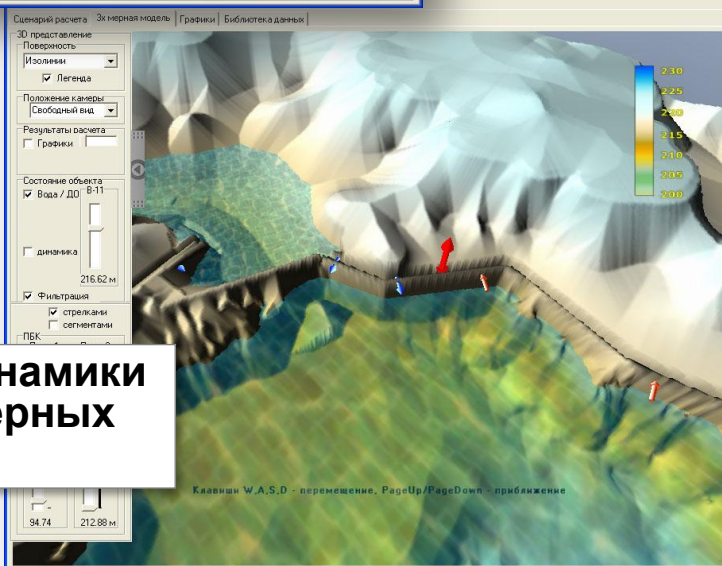 Сценарий расчета 3х мерная модель Графики Библиотека данных
3D представление
Поверхность
Изолинии
Легенда
Положение камеры
Свободный вид
Результаты расчета
Графики
Состояние объекта
Вода / ДО В-11
динамика
216.62 м
Фильтрация
стрелками
сегментами
ПБК
намики
ерных
94.74 212.88 м
230
225
220
215
210
205
200
Клавиши W,A,S,D - перемещение, PageUp/PageDown - приближение